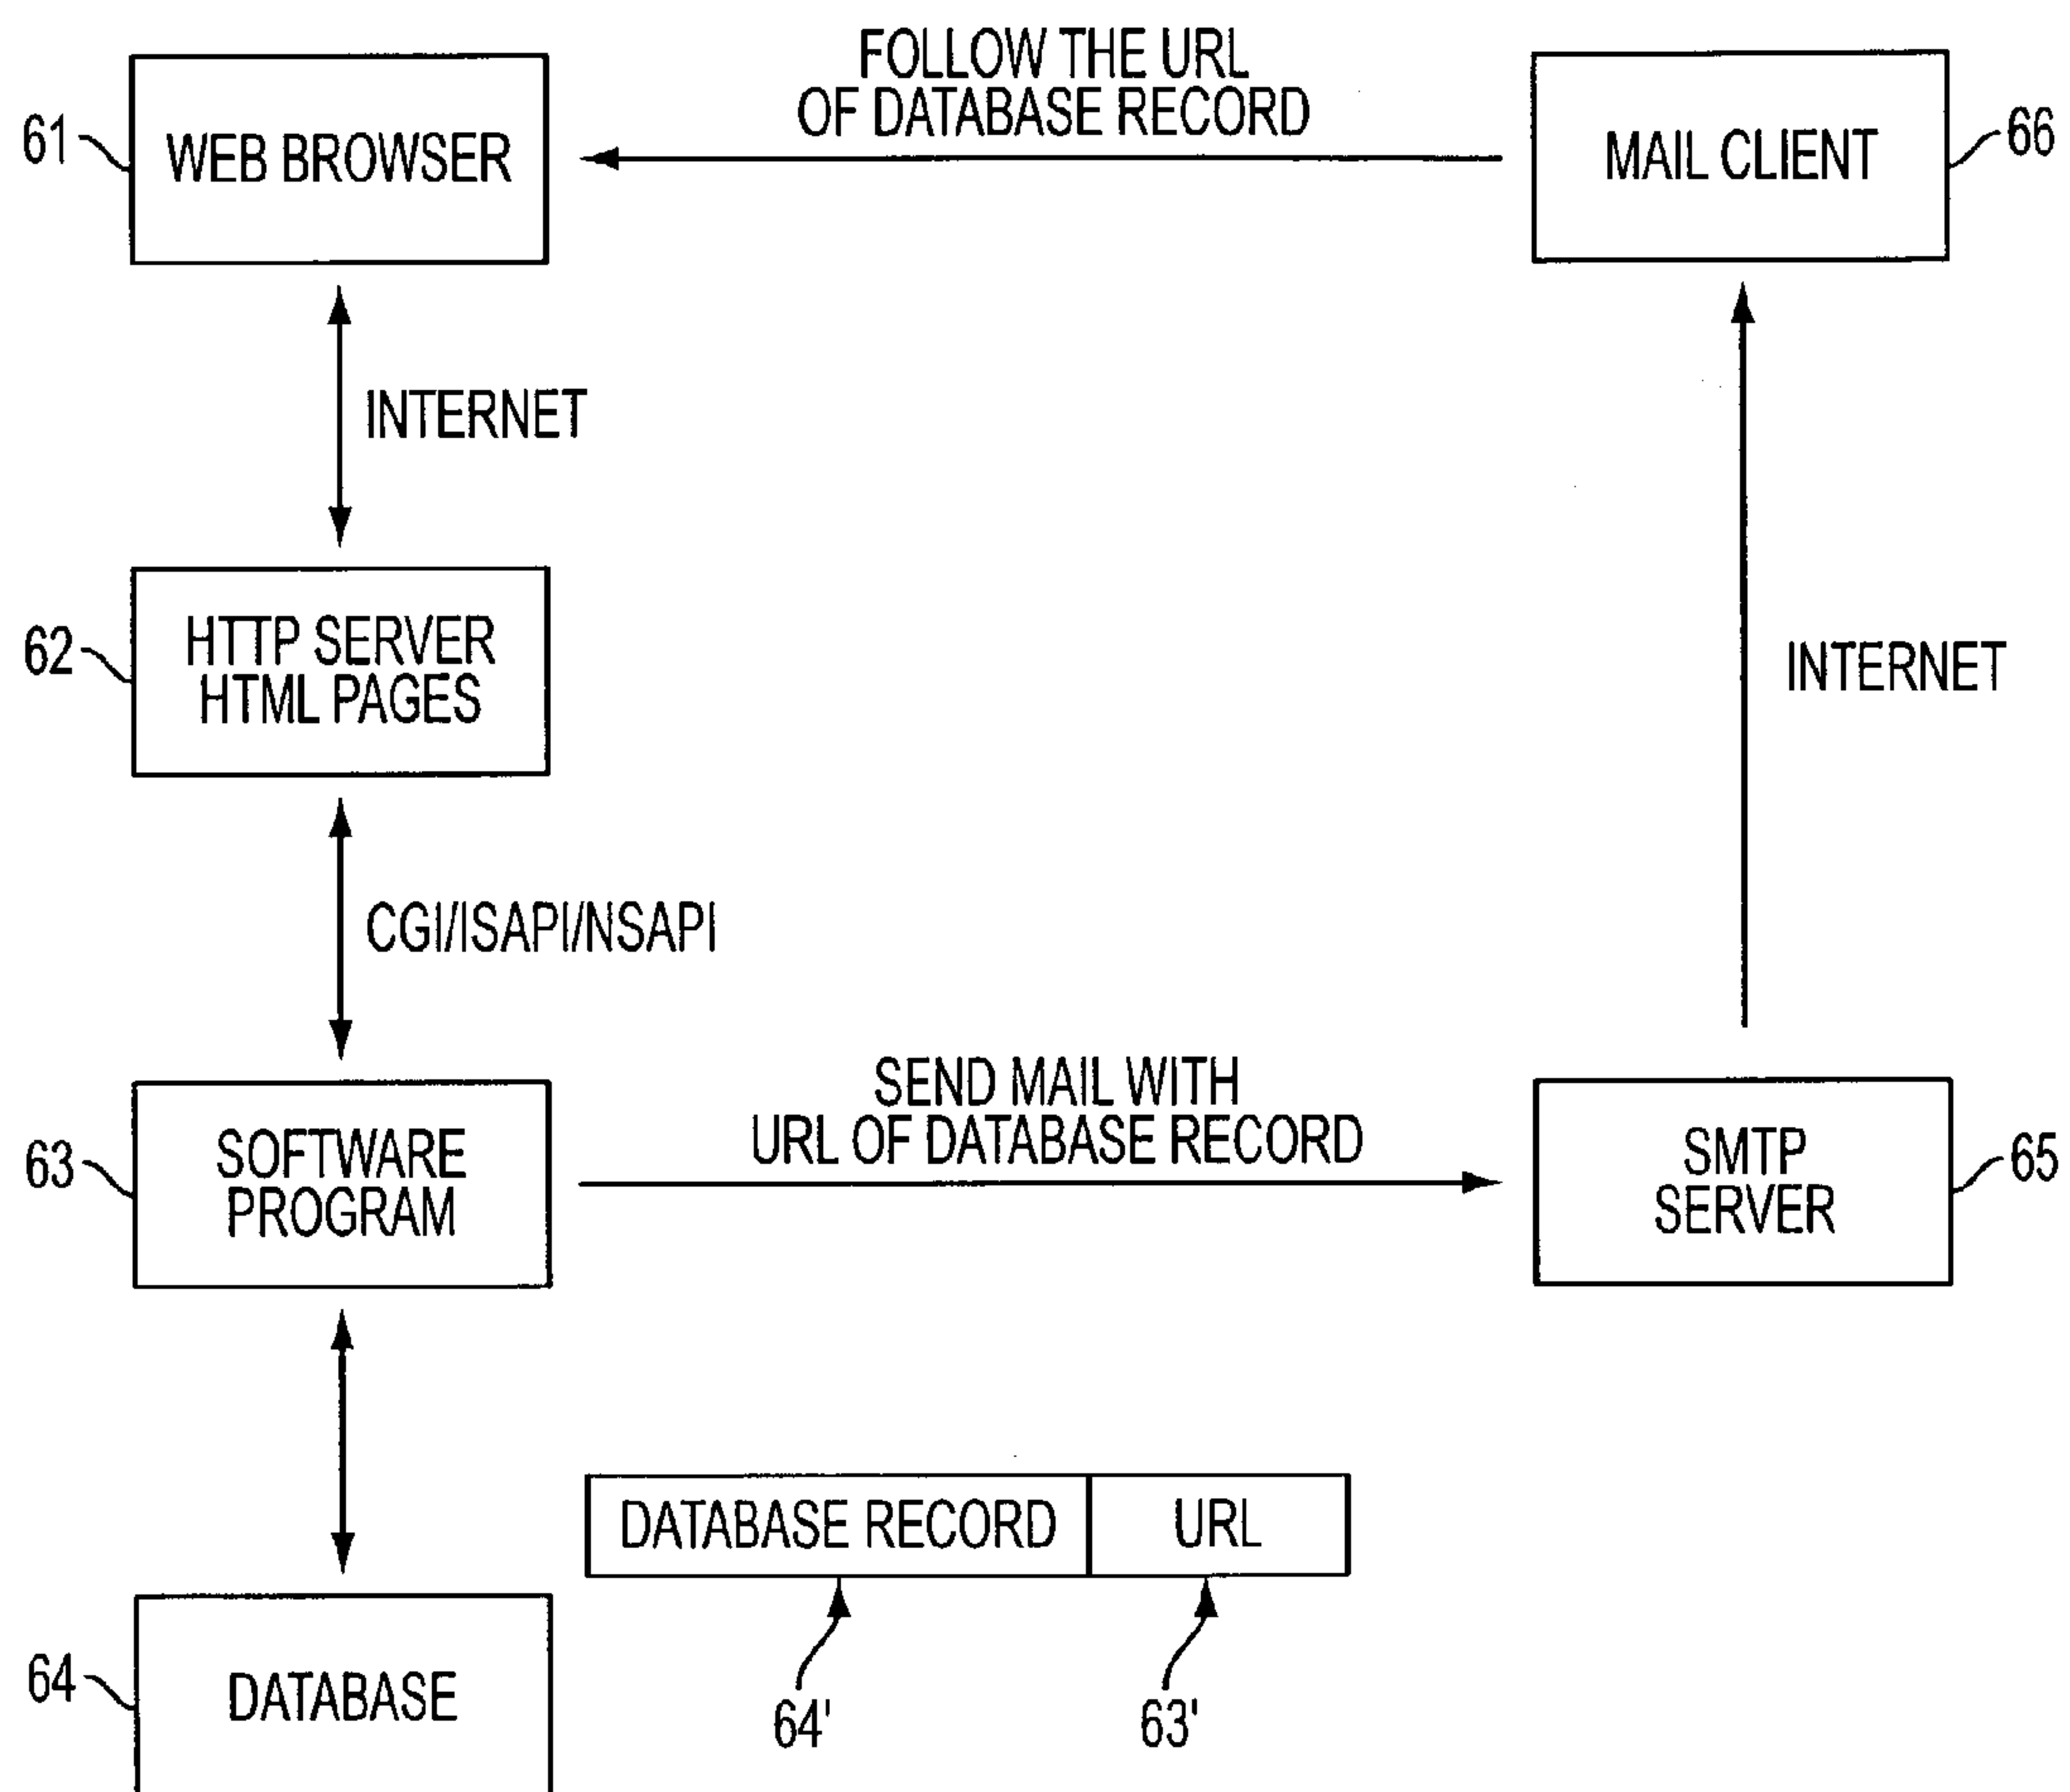 FOLLOW THE URL
OF DATABASE RECORD
61
WEB BROWSER
MAIL CLIENT
66
INTERNET
62
HTTP SERVER
HTML PAGES
INTERNET
CGI/ISAPI/NSAPI
SEND MAIL WITH
URL OF DATABASE RECORD
63
SOFTWARE
PROGRAM
SMTP
SERVER
65
DATABASE RECORD
URL
64
DATABASE
64'
63'